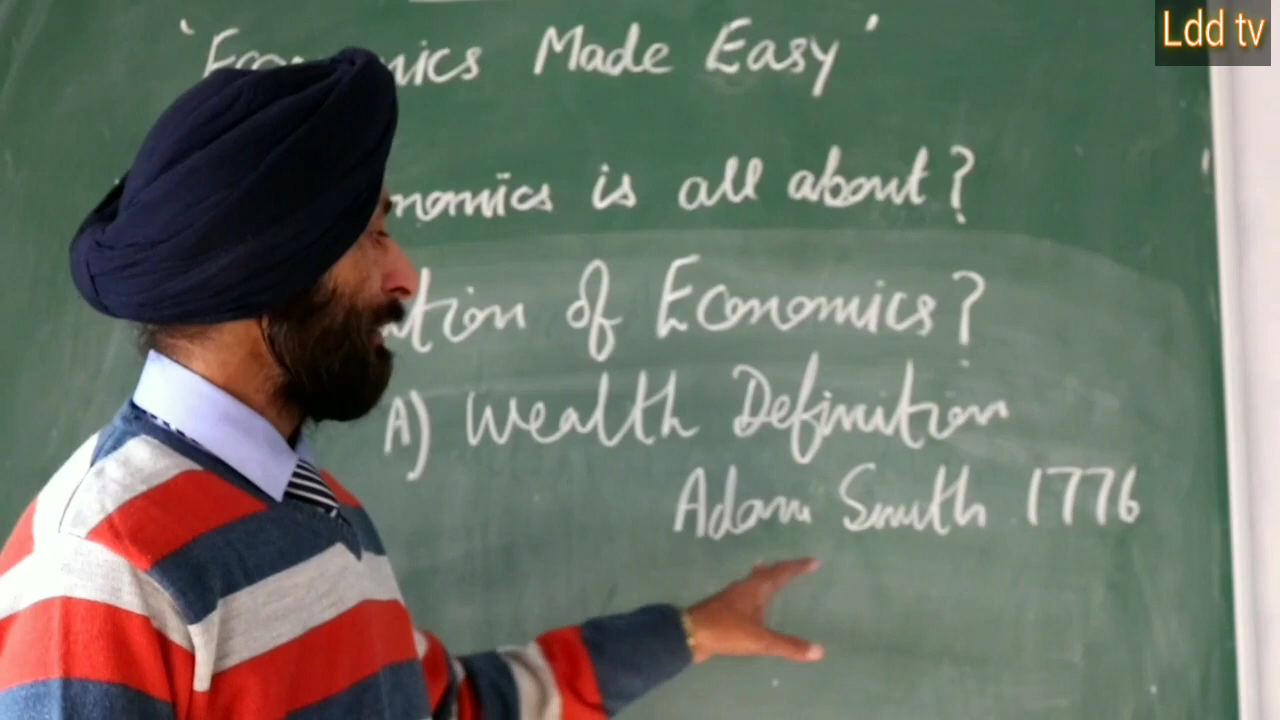 Ldd tv
'Economics Made Easy'
nomics is all about?
tion of Economics?
A) Wealth Definition
Adam Smith 1776